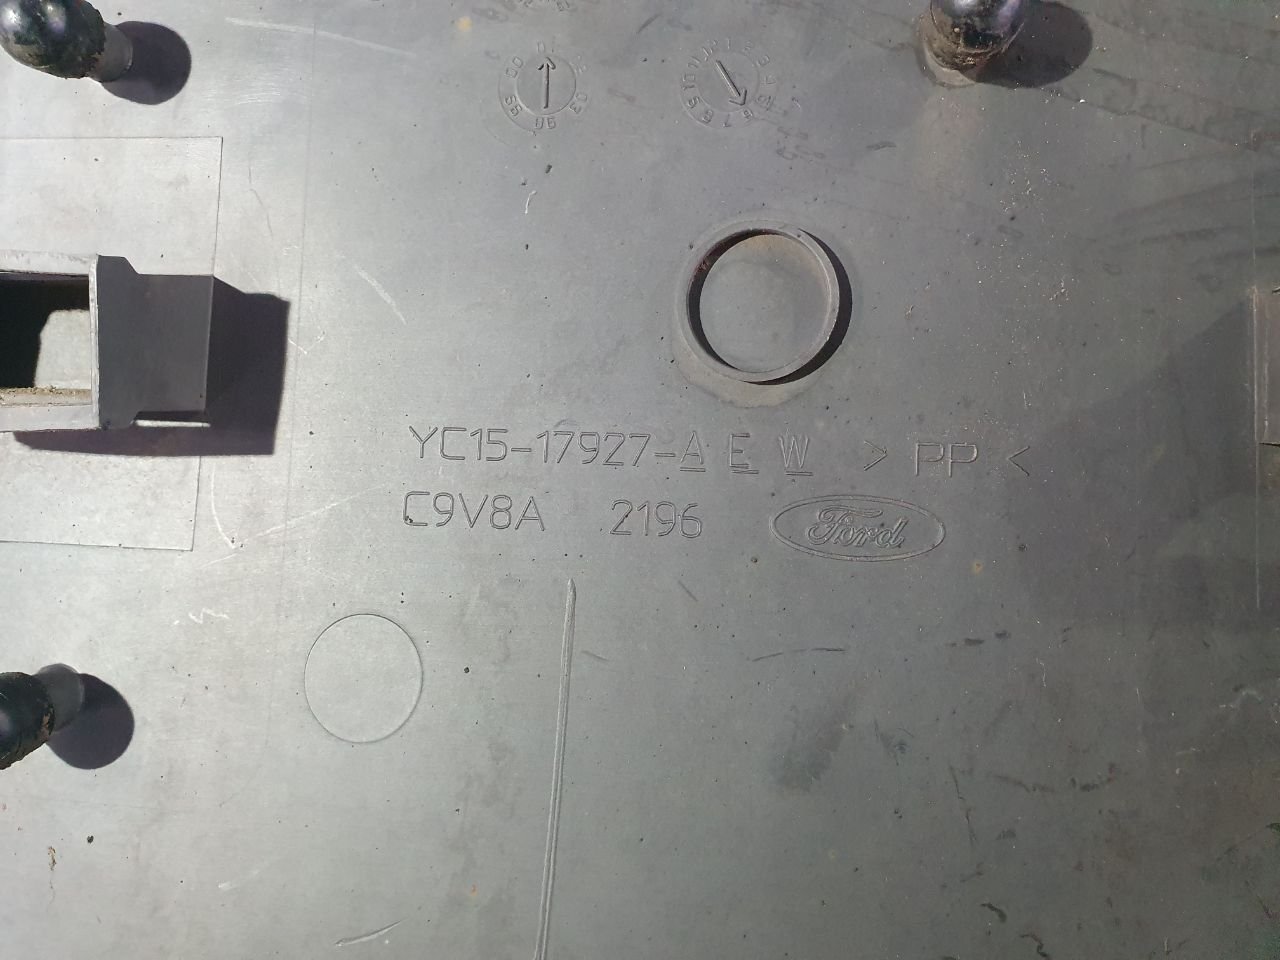 YC15-17927-A E W > PP <
C9V8A 2196 Ford